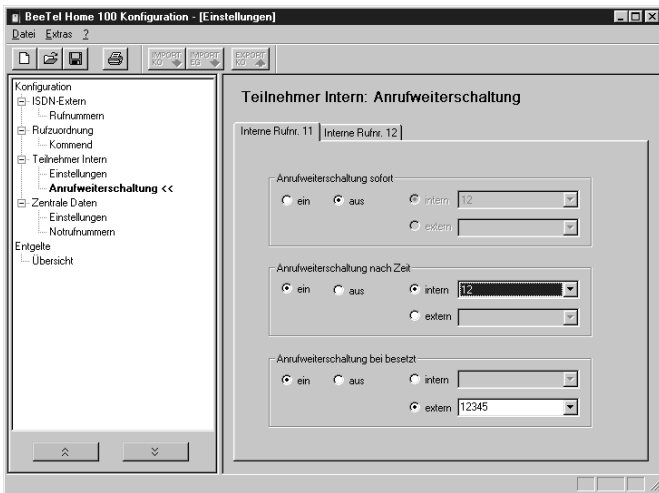 BeeTel Home 100 Konfiguration - [Einstellungen]
Datei Extras ?
IMPORT KO IMPORT EG EXPORT KO
Konfiguration
ISDN-Extern
Rufnummern
Rufzuordnung
Kommend
Teilnehmer Intern
Einstellungen
Anrufweiterschaltung <<
Zentrale Daten
Einstellungen
Notrufnummern
Entgelte
Übersicht
Teilnehmer Intern: Anrufweiterschaltung
Interne Rufnr. 11 Interne Rufnr. 12
Anrufweiterschaltung sofort
ein aus intern 12
extern
Anrufweiterschaltung nach Zeit
ein aus intern 12
extern
Anrufweiterschaltung bei besetzt
ein aus intern
extern 12345